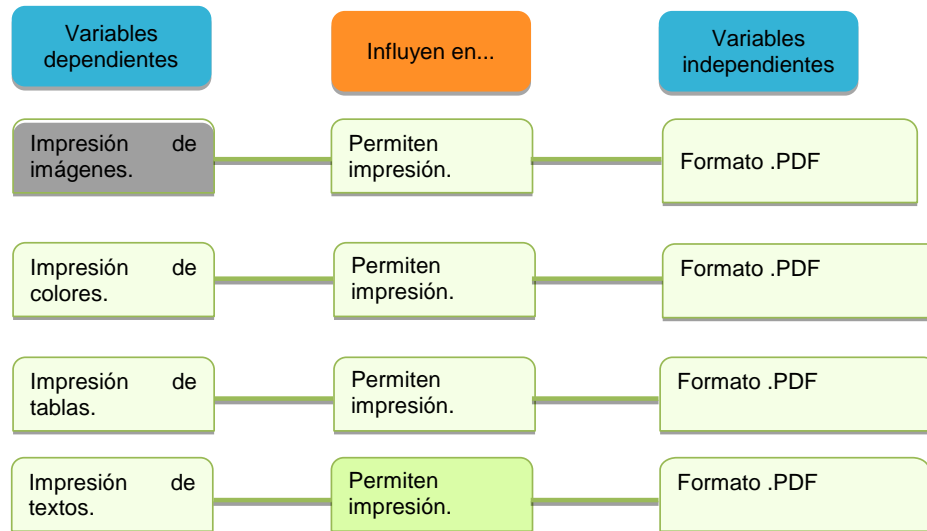 Variables
dependientes
Influyen en...
Variables
independientes
Impresión de
imágenes.
Permiten
impresión.
Formato .PDF
Impresión de
colores.
Permiten
impresión.
Formato .PDF
Impresión de
tablas.
Permiten
impresión.
Formato .PDF
Impresión de
textos.
Permiten
impresión.
Formato .PDF